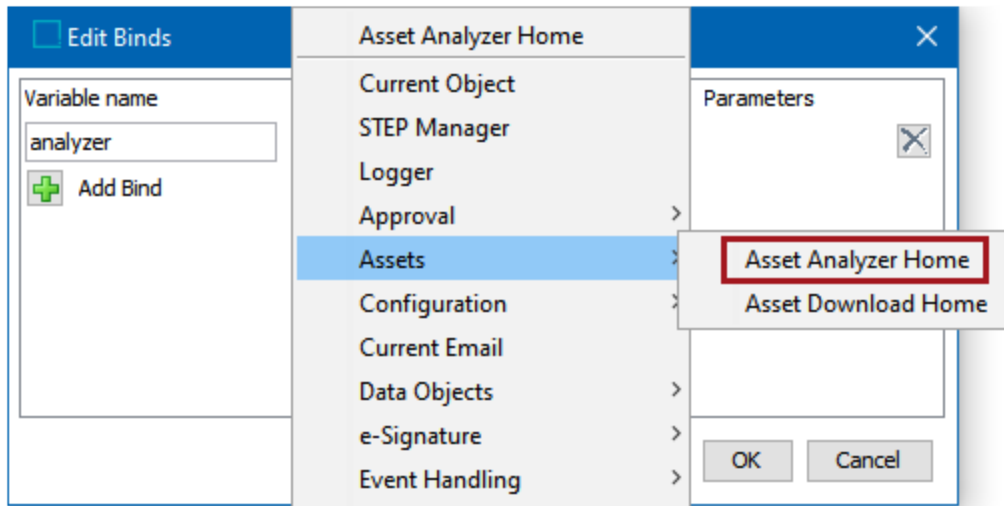 Edit Binds
Variable name
analyzer
Add Bind
Asset Analyzer Home
Current Object
STEP Manager
Logger
Approval
Assets
Configuration
Current Email
Data Objects
e-Signature
Event Handling
Parameters
Asset Analyzer Home
Asset Download Home
OK
Cancel